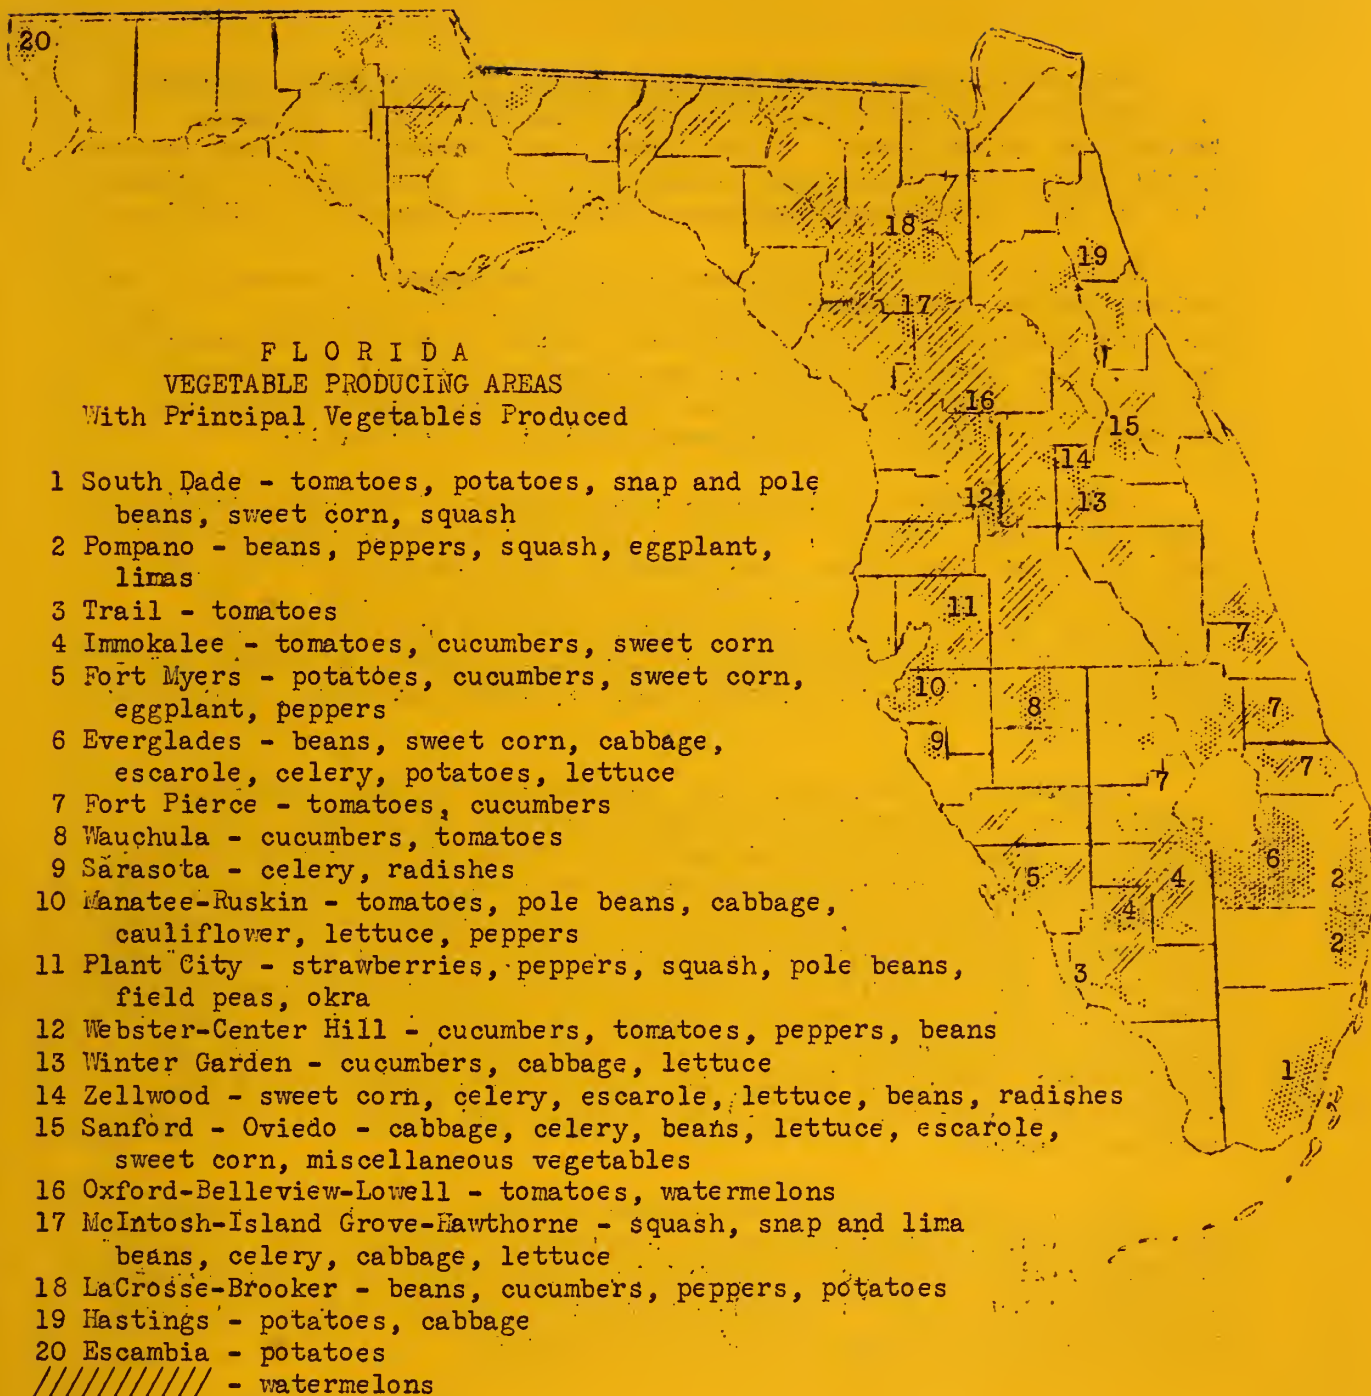 20
18
19
17
F L O R I D A
VEGETABLE PRODUCING AREAS
With Principal Vegetables Produced
16
15
14
12
13
11
7
10
8
7
9
7
7
6
5
4
2
4
2
3
1
1 South Dade - tomatoes, potatoes, snap and pole
beans, sweet corn, squash
2 Pompano - beans, peppers, squash, eggplant,
limas
3 Trail - tomatoes
4 Immokalee - tomatoes, cucumbers, sweet corn
5 Fort Myers - potatoes, cucumbers, sweet corn,
eggplant, peppers
6 Everglades - beans, sweet corn, cabbage,
escarole, celery, potatoes, lettuce
7 Fort Pierce - tomatoes, cucumbers
8 Wauchula - cucumbers, tomatoes
9 Sarasota - celery, radishes
10 Manatee-Ruskin - tomatoes, pole beans, cabbage,
cauliflower, lettuce, peppers
11 Plant City - strawberries, peppers, squash, pole beans,
field peas, okra
12 Webster-Center Hill - cucumbers, tomatoes, peppers, beans
13 Winter Garden - cucumbers, cabbage, lettuce
14 Zellwood - sweet corn, celery, escarole, lettuce, beans, radishes
15 Sanford - Oviedo - cabbage, celery, beans, lettuce, escarole,
sweet corn, miscellaneous vegetables
16 Oxford-Belleview-Lowell - tomatoes, watermelons
17 McIntosh-Island Grove-Hawthorne - squash, snap and lima
beans, celery, cabbage, lettuce
18 LaCrosse-Brooker - beans, cucumbers, peppers, potatoes
19 Hastings - potatoes, cabbage
20 Escambia - potatoes
////////// - watermelons